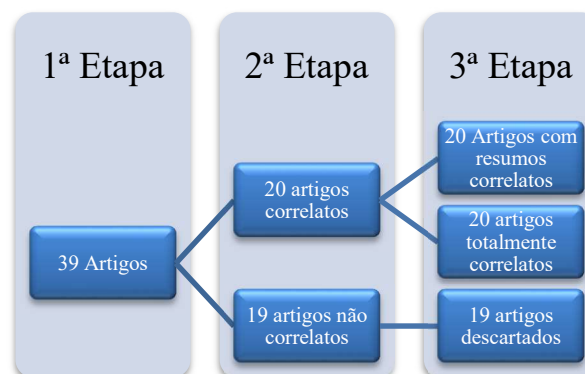 1ª Etapa
2ª Etapa
3ª Etapa
39 Artigos
20 artigos
correlatos
19 artigos não
correlatos
20 Artigos com
resumos
correlatos
20 artigos
totalmente
correlatos
19 artigos
descartados